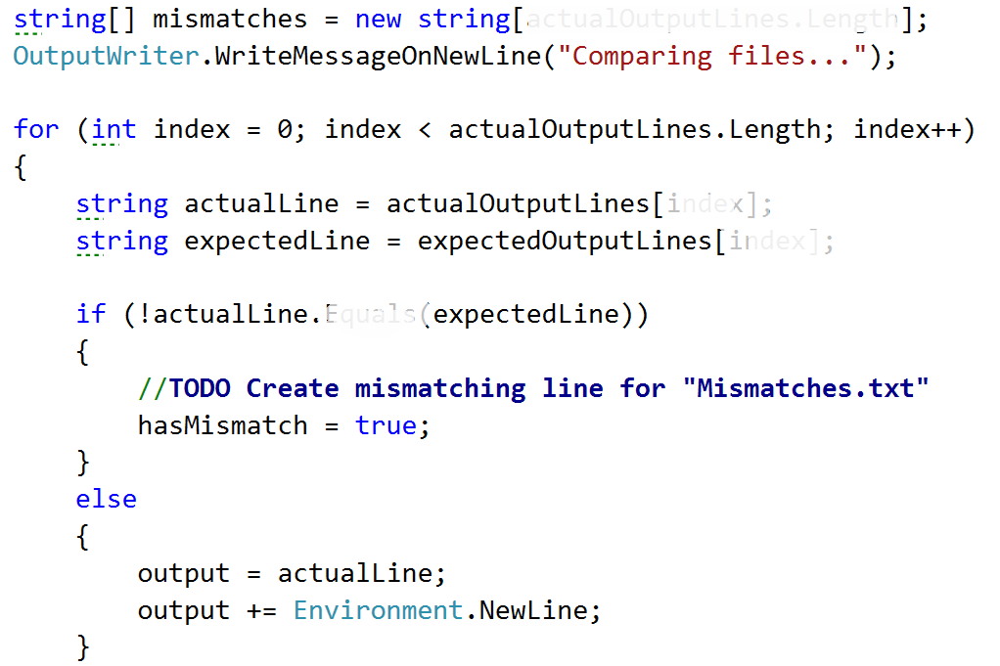 string[] mismatches = new string[actualOutputLines.Length];
OutputWriter.WriteMessageOnNewLine("Comparing files...");
for (int index = 0; index < actualOutputLines.Length; index++)
{
string actualLine = actualOutputLines[index];
string expectedLine = expectedOutputLines[index];
if (!actualLine.Equals(expectedLine))
{
//TODO Create mismatching line for "Mismatches.txt"
hasMismatch = true;
}
else
{
output = actualLine;
output += Environment.NewLine;
}